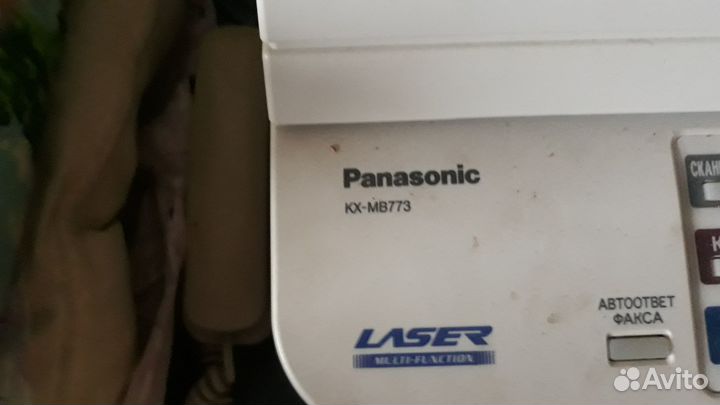 Panasonic
KX-MB773
LASER
MULTI-FUNCTION
АВТООТВЕТ
ФАКСА
Avito